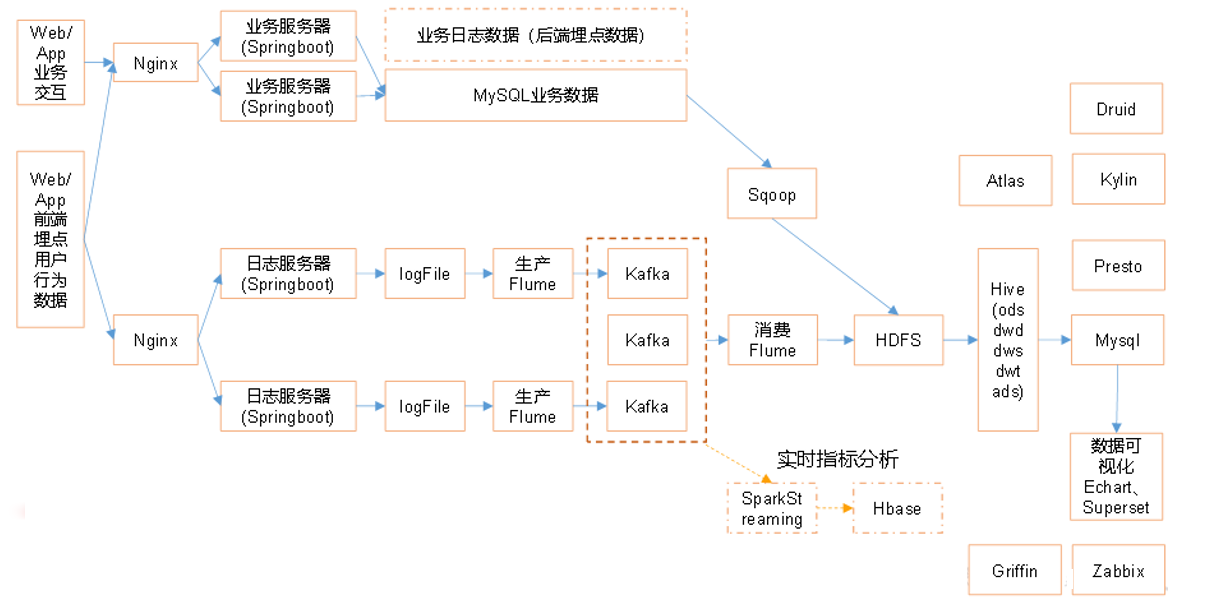 Web/
App
业务
交互
Nginx
业务服务器
(Springboot)
业务服务器
(Springboot)
业务日志数据（后端埋点数据）
MySQL业务数据
Web/
App
前端
埋点
用户
行为
数据
Nginx
日志服务器
(Springboot)
logFile
生产
Flume
Kafka
Kafka
日志服务器
(Springboot)
logFile
生产
Flume
Kafka
消费
Flume
Sqoop
HDFS
Hive
(ods
dwd
dws
dwt
ads)
实时指标分析
SparkSt
reaming
Hbase
Druid
Atlas
Kylin
Presto
Mysql
数据可
视化
Echart、
Superset
Griffin
Zabbix